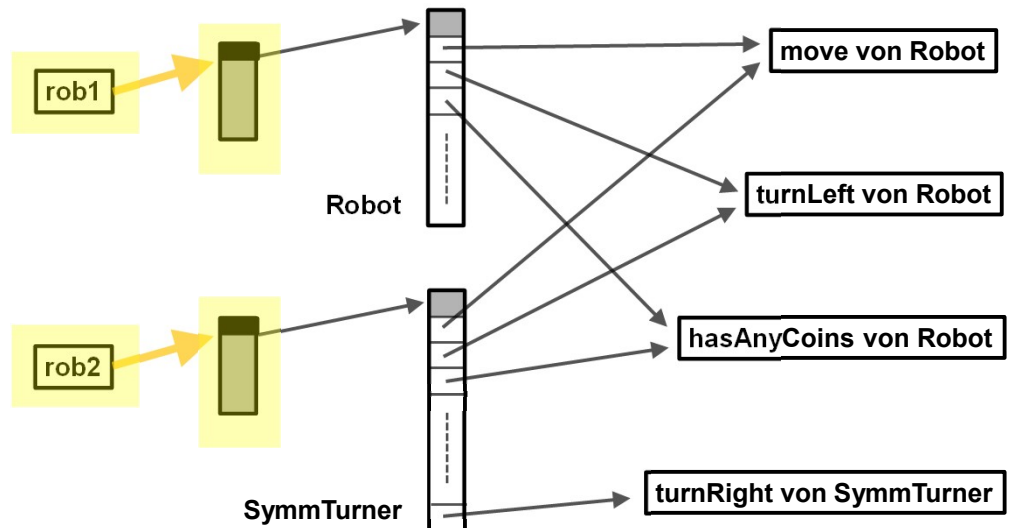 move von Robot
rob1
turnLeft von Robot
Robot
hasAnyCoins von Robot
rob2
turnRight von SymmTurner
SymmTurner